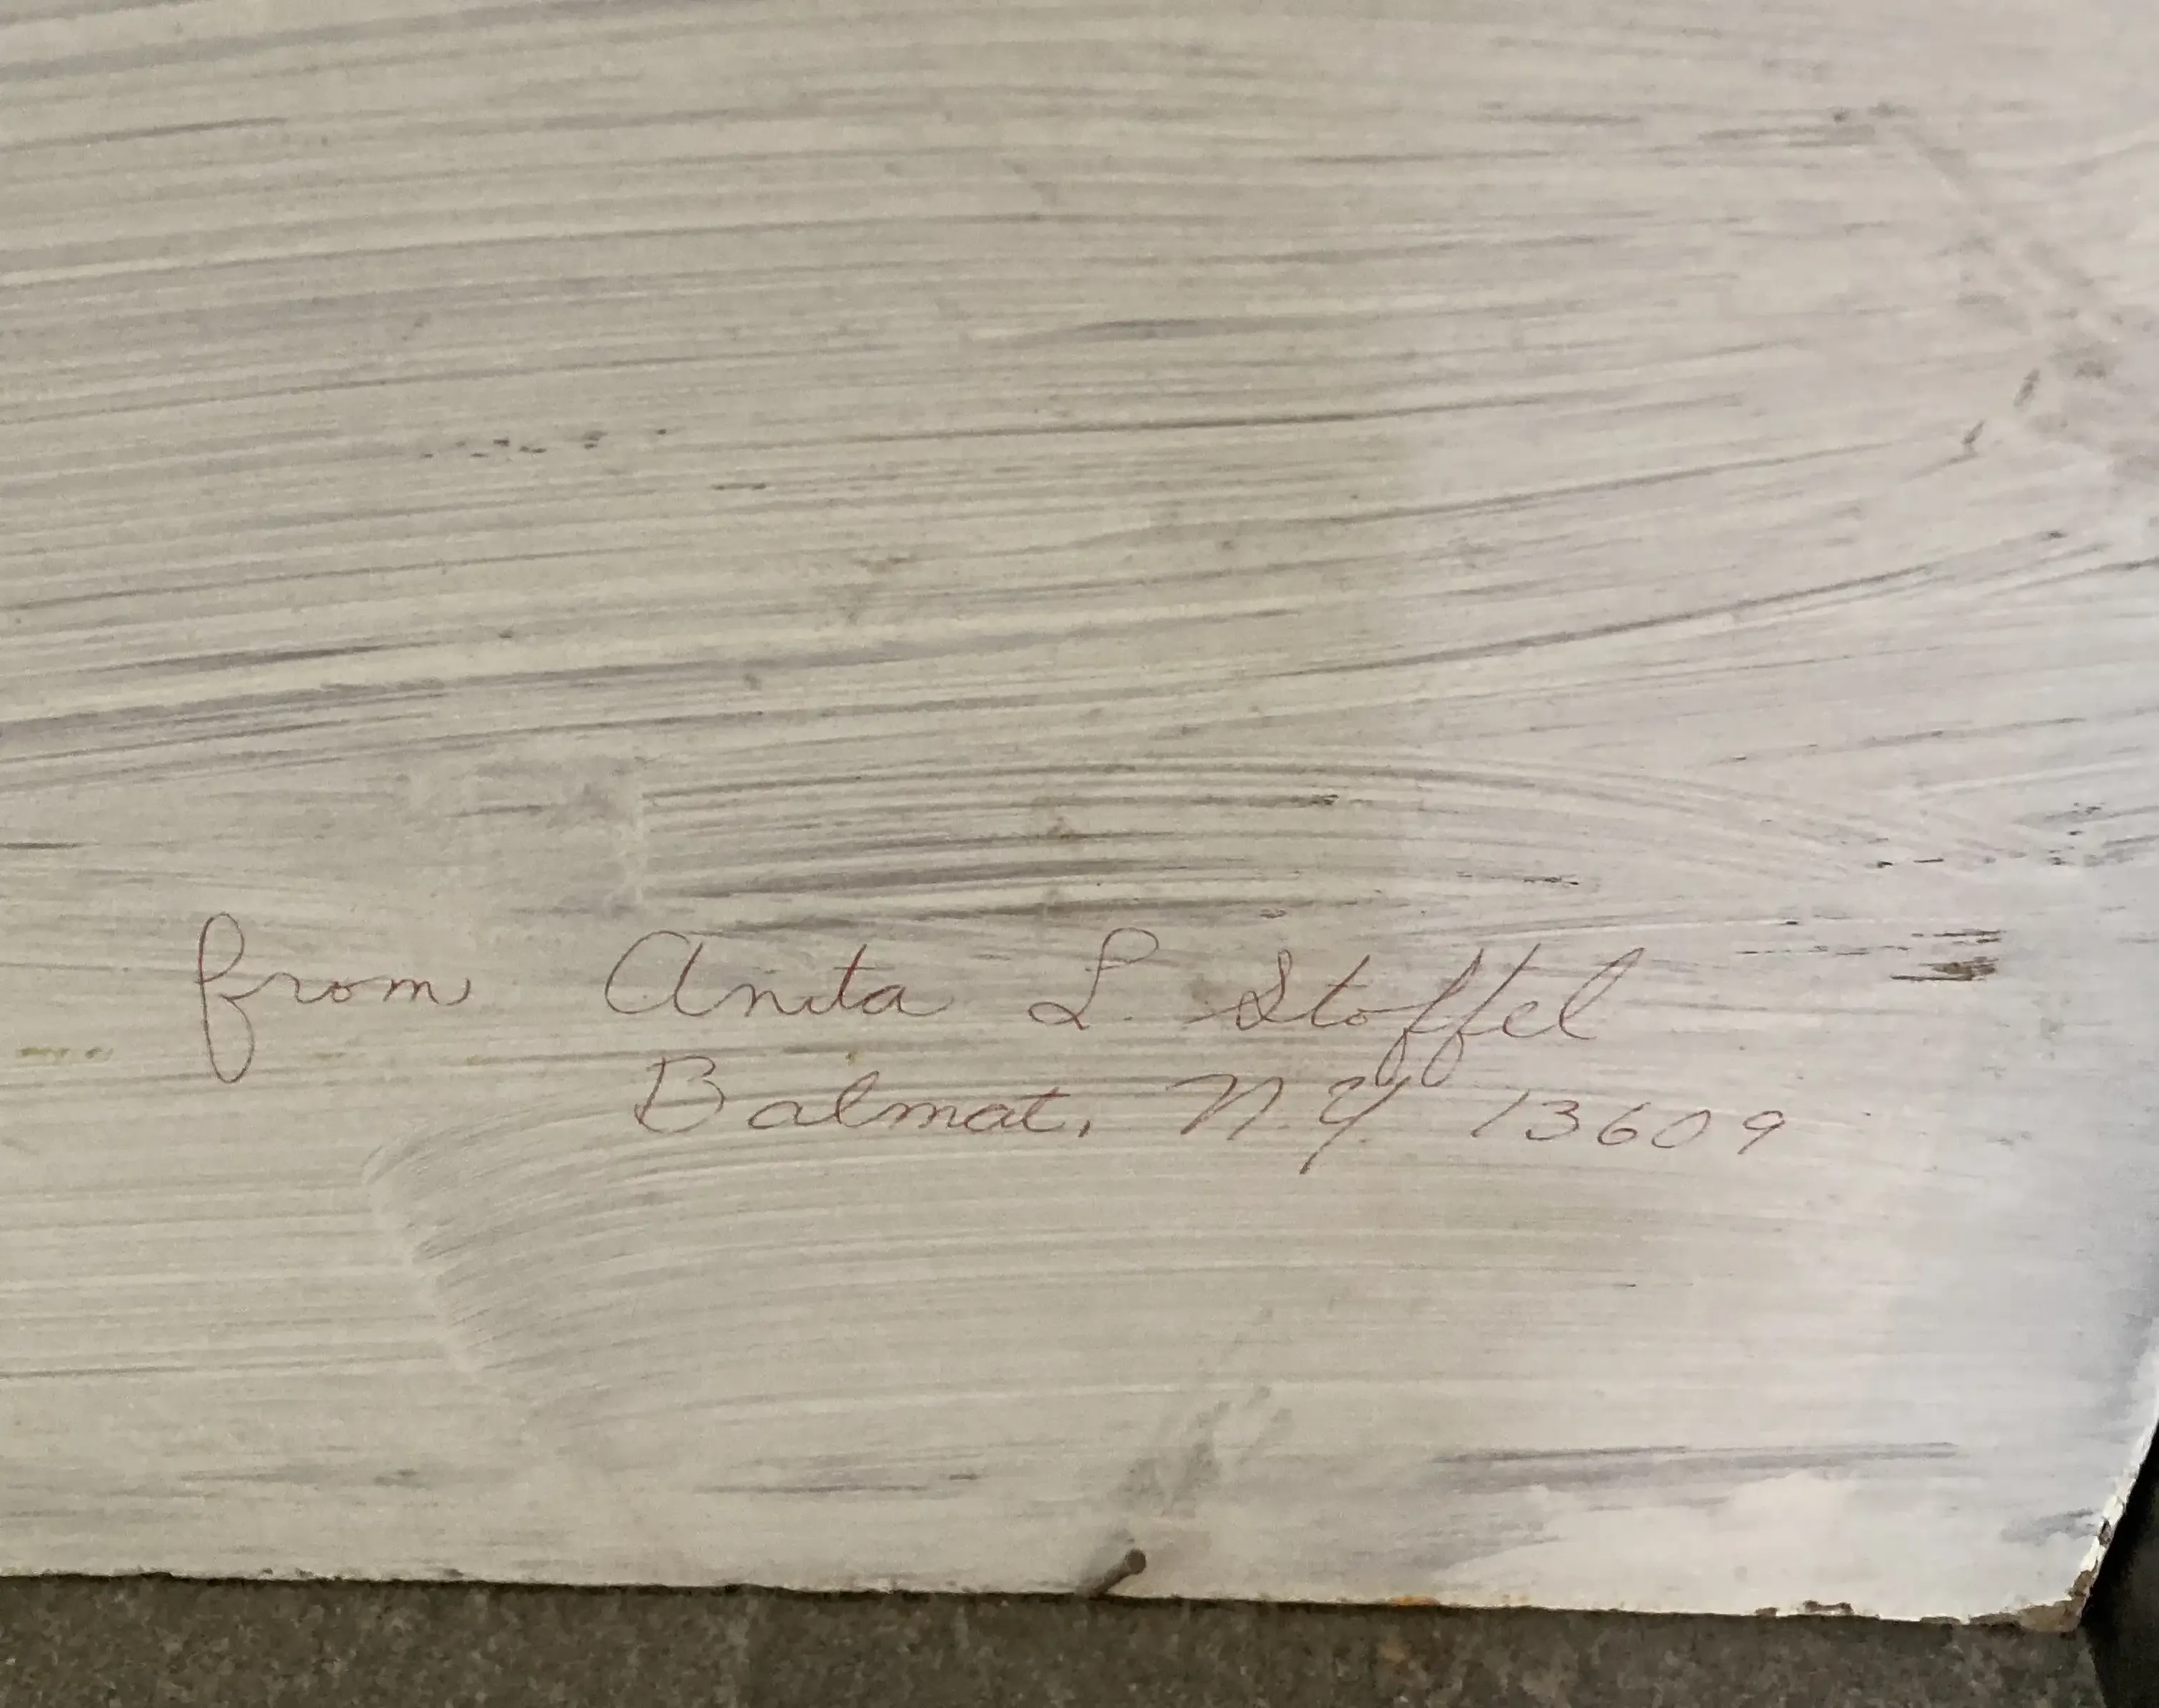 from Anita L. Stoffel
Balmat, N.Y. 13609